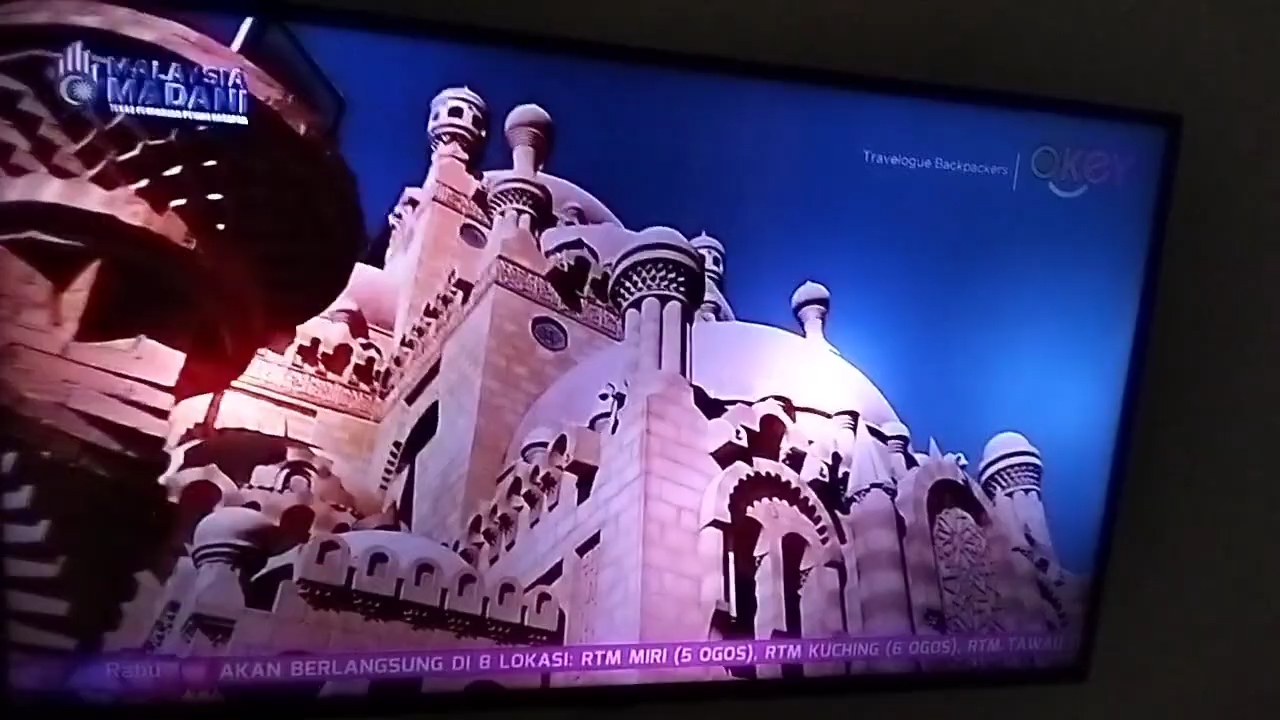 MALAYSIA
MADANI
Travelogue Backpackers
OKEY
Rabu
AKAN BERLANGSUNG DI 8 LOKASI: RTM MIRI (5 OGOS), RTM KUCHING (6 OGOS), RTM TAWAU